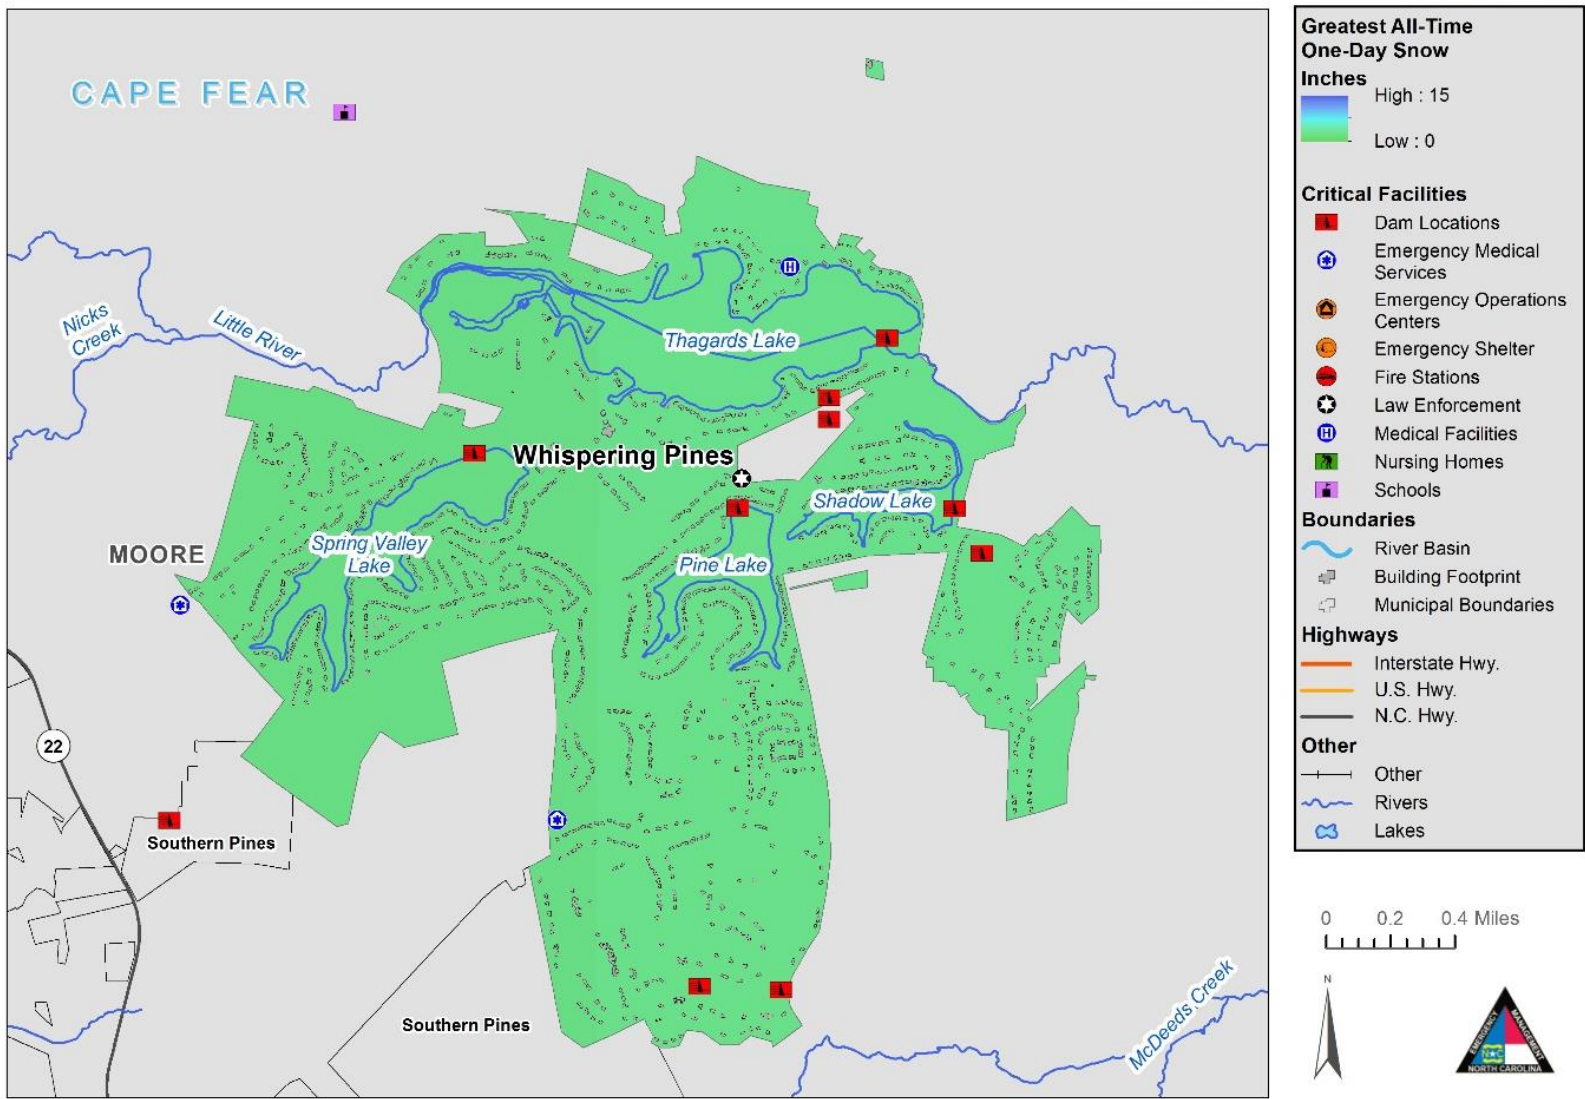 CAPE FEAR
Nicks
Creek
Little River
Thagards Lake
Whispering Pines
Shadow Lake
MOORE
Spring Valley
Lake
Pine Lake
22
Southern Pines
Southern Pines
McDeeds Creek
Greatest All-Time
One-Day Snow
Inches
High : 15
Low : 0
Critical Facilities
Dam Locations
Emergency Medical
Services
Emergency Operations
Centers
Emergency Shelter
Fire Stations
Law Enforcement
H Medical Facilities
Nursing Homes
Schools
Boundaries
River Basin
Building Footprint
Municipal Boundaries
Highways
Interstate Hwy.
U.S. Hwy.
N.C. Hwy.
Other
Other
Rivers
Lakes
0 0.2 0.4 Miles
N
EMERGENCY
MANAGEMENT
NORTH CAROLINA